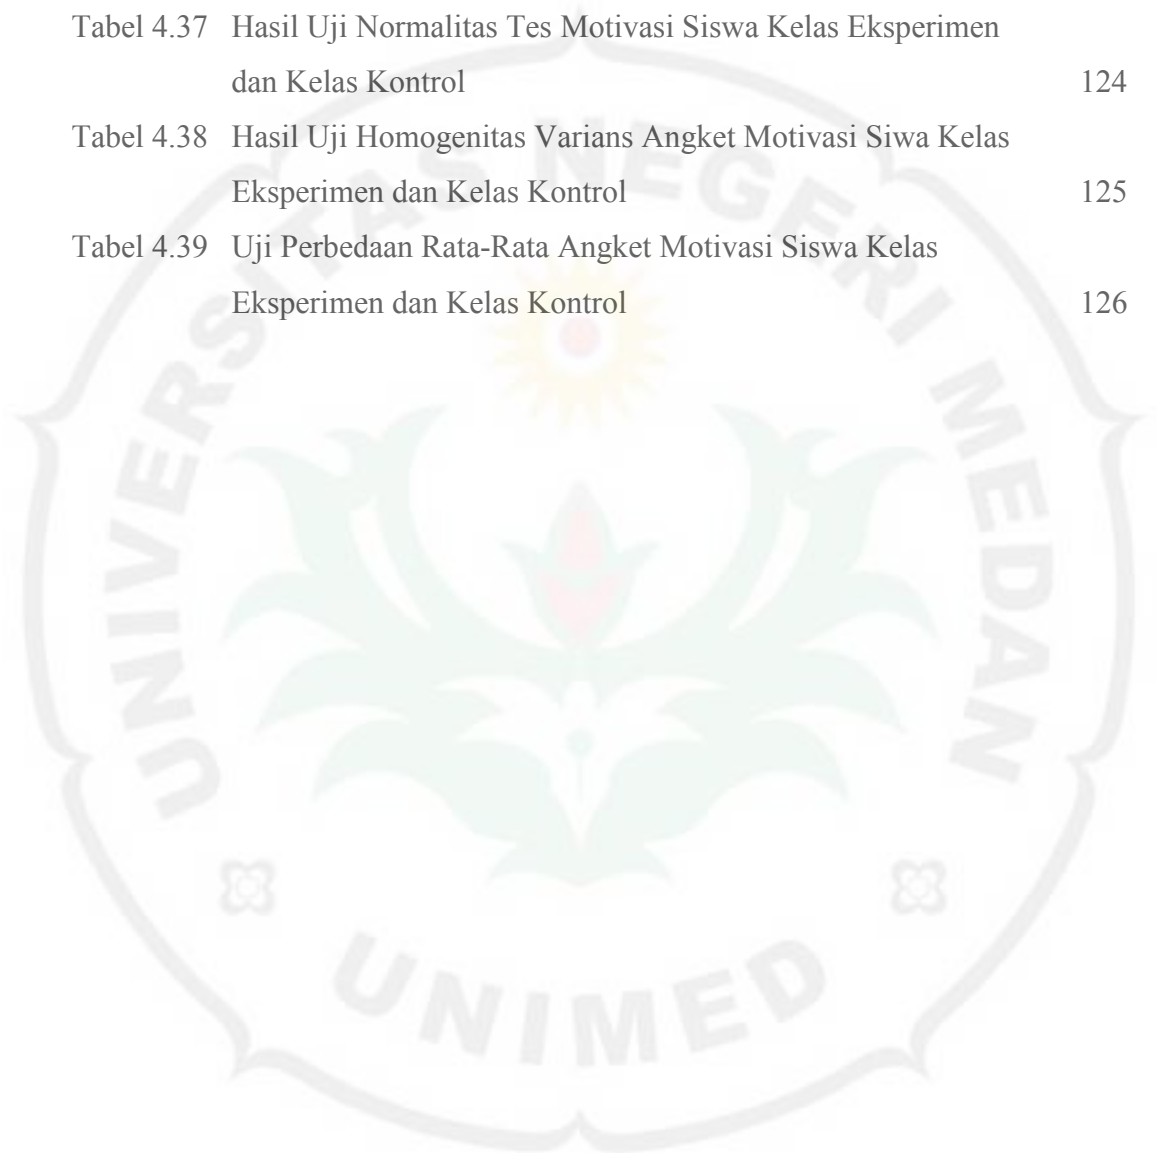 Tabel 4.37 Hasil Uji Normalitas Tes Motivasi Siswa Kelas Eksperimen
dan Kelas Kontrol 124
Tabel 4.38 Hasil Uji Homogenitas Varians Angket Motivasi Siwa Kelas
Eksperimen dan Kelas Kontrol 125
Tabel 4.39 Uji Perbedaan Rata-Rata Angket Motivasi Siswa Kelas
Eksperimen dan Kelas Kontrol 126
UNIVERSITAS NEGERI MEDAN
UNIMED